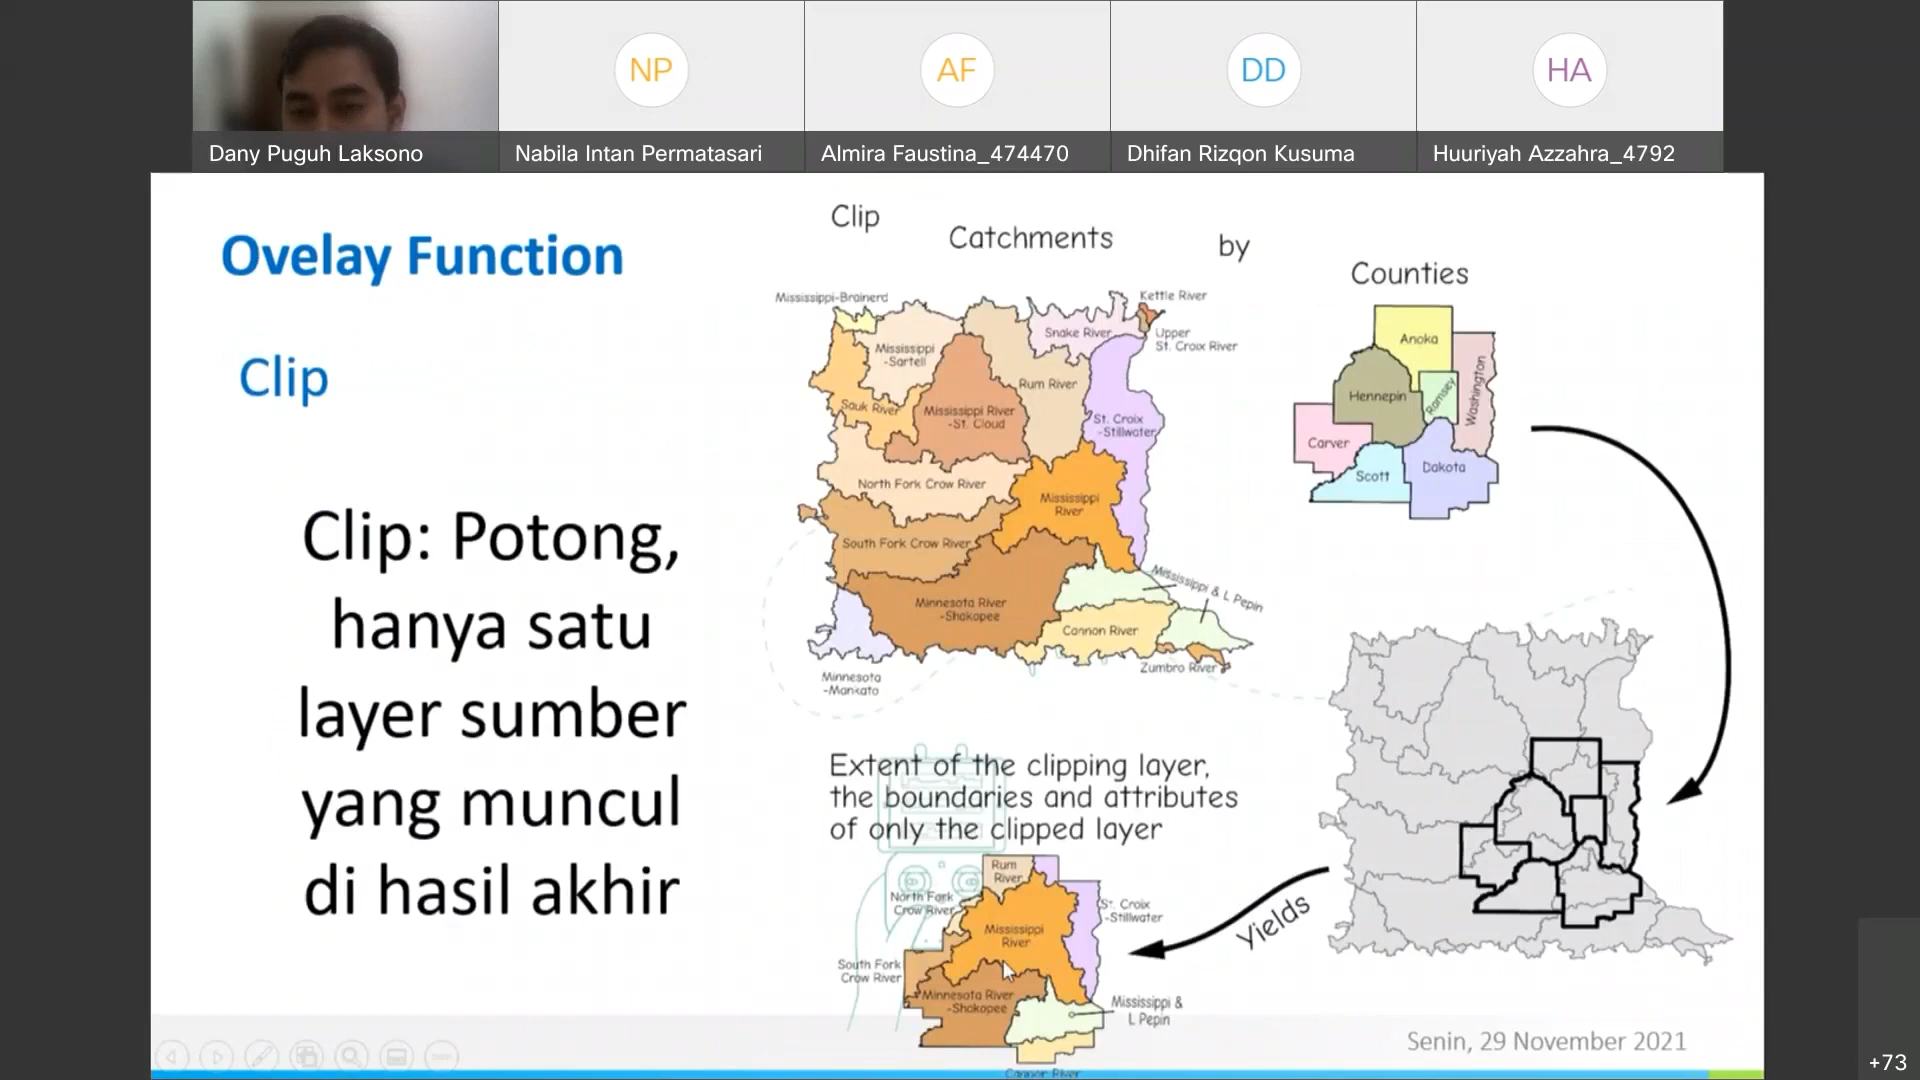 NP
AF
DD
HA
Dany Puguh Laksono
Nabila Intan Permatasari
Almira Faustina_474470
Dhifan Rizqon Kusuma
Huuriyah Azzahra_4792
Ovelay Function
Clip
Clip: Potong,
hanya satu
layer sumber
yang muncul
di hasil akhir
Clip
Catchments
by
Counties
Mississippi-Brainerd
Kettle River
Mississippi
-Sartell
Snake River
Upper
St. Croix River
Rum River
Sauk River
Mississippi River
-St. Cloud
St. Croix
-Stillwater
North Fork Crow River
Mississippi
River
South Fork Crow River
Mississippi & L Pepin
Minnesota River
-Shakopee
Cannon River
Zumbro River
Minnesota
-Mankato
Anoka
Hennepin
Ramsey
Washington
Carver
Scott
Dakota
Extent of the clipping layer,
the boundaries and attributes
of only the clipped layer
Yields
Rum
River
North Fork
Crow River
St. Croix
-Stillwater
Mississippi
River
South Fork
Crow River
Minnesota River
-Shakopee
Mississippi &
L Pepin
Cannon River
Senin, 29 November 2021
+73